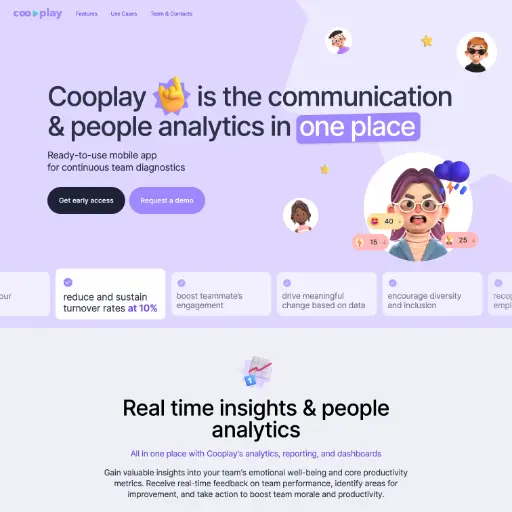 coo play
Features
Use Cases
Team & Contacts
Cooplay 🤘 is the communication
& people analytics in one place
Ready-to-use mobile app
for continuous team diagnostics
Get early access
Request a demo
40
15
25
our
reduce and sustain
turnover rates at 10%
boost teammate's
engagement
drive meaningful
change based on data
encourage diversity
and inclusion
recog
empl
Real time insights & people
analytics
All in one place with Cooplay's analytics, reporting, and dashboards
Gain valuable insights into your team's emotional well-being and core productivity
metrics. Receive real-time feedback on team performance, identify areas for
improvement, and take action to boost team morale and productivity.